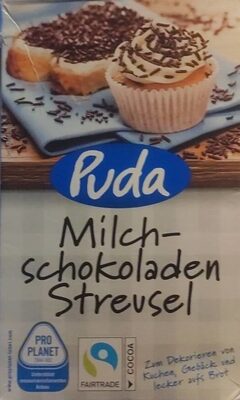 Puda
Milch-
schokoladen
Streusel
PRO
PLANET
FAIRTRADE
COCOA
Zum Dekorieren von
Kuchen, Gebäck und
lecker aufs Brot